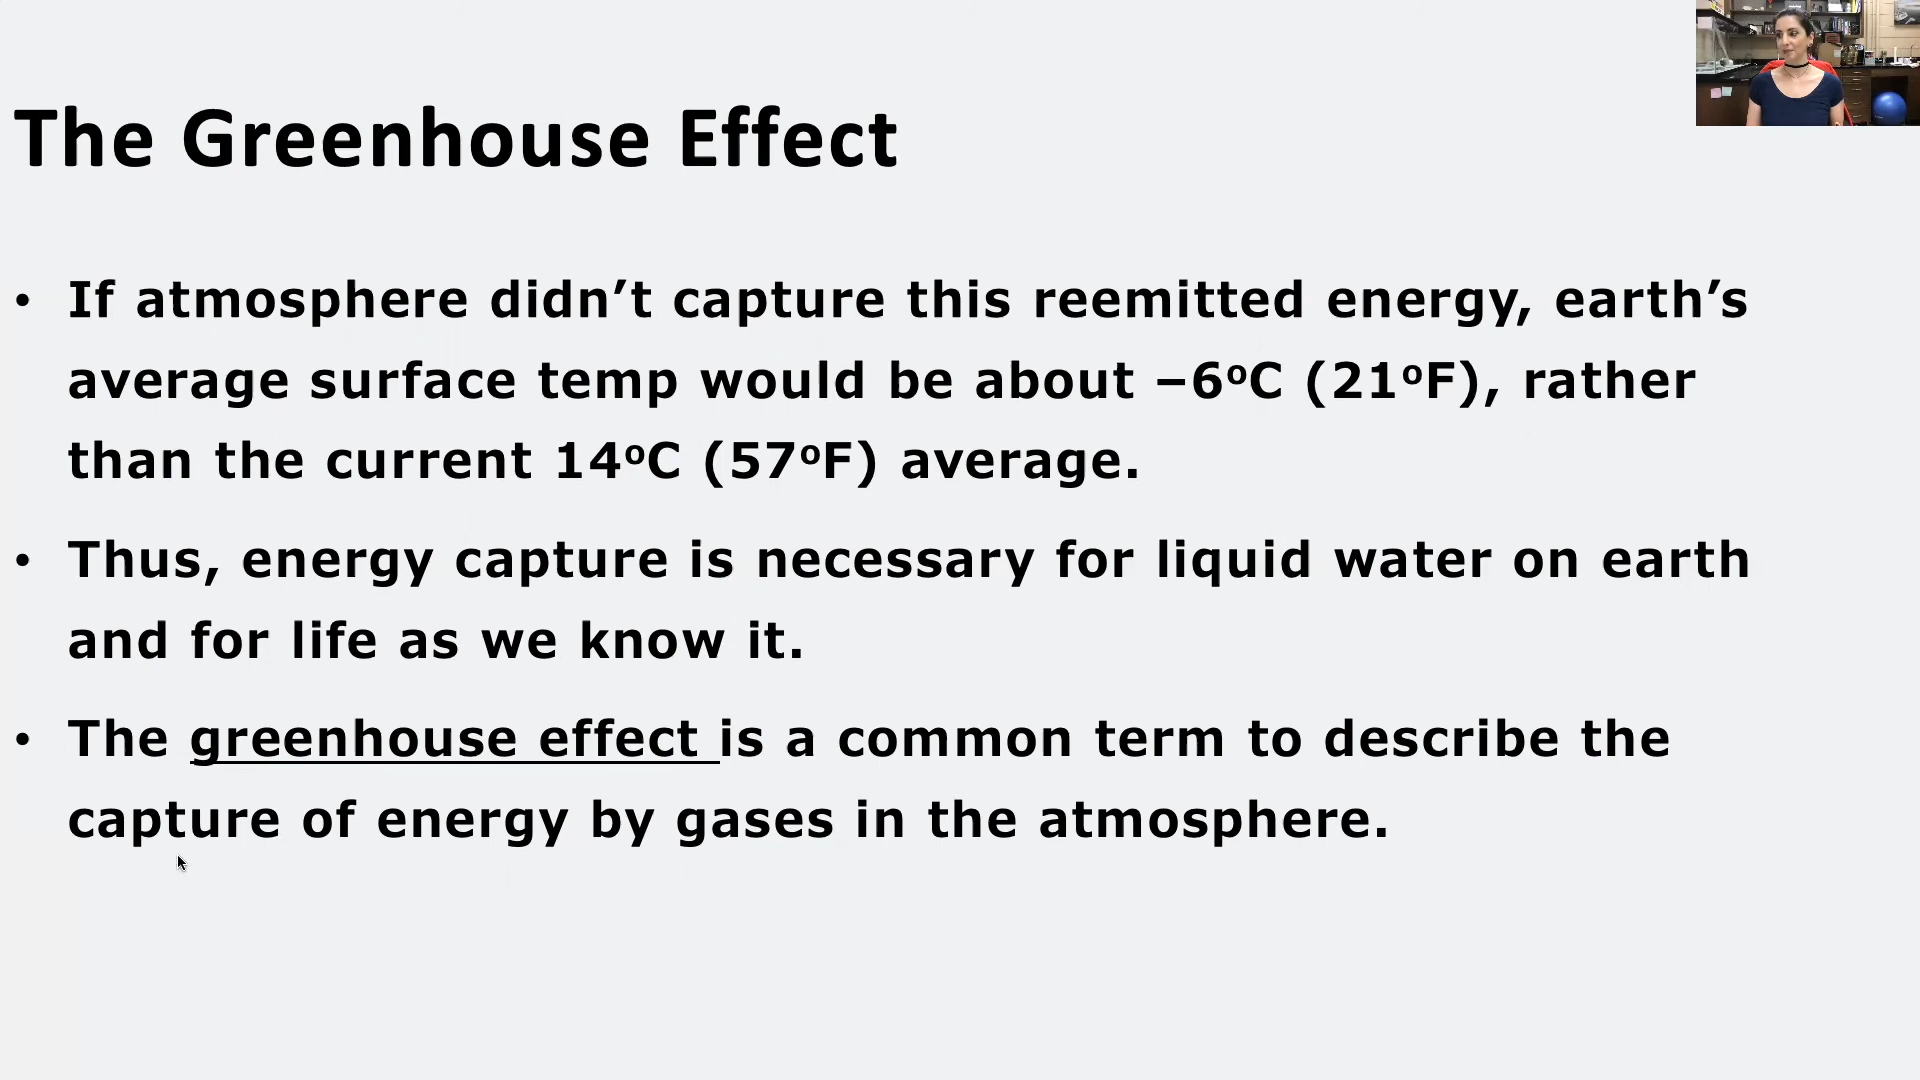 The Greenhouse Effect
• If atmosphere didn’t capture this reemitted energy, earth’s
average surface temp would be about –6ºC (21ºF), rather
than the current 14ºC (57ºF) average.
• Thus, energy capture is necessary for liquid water on earth
and for life as we know it.
• The greenhouse effect is a common term to describe the
capture of energy by gases in the atmosphere.